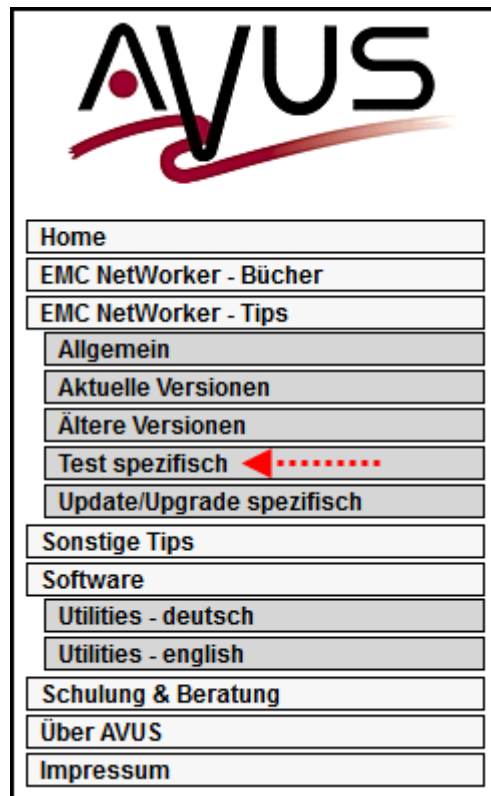 AVUS
Home
EMC NetWorker - Bücher
EMC NetWorker - Tips
Allgemein
Aktuelle Versionen
Ältere Versionen
Test spezifisch
Update/Upgrade spezifisch
Sonstige Tips
Software
Utilities - deutsch
Utilities - english
Schulung & Beratung
Über AVUS
Impressum